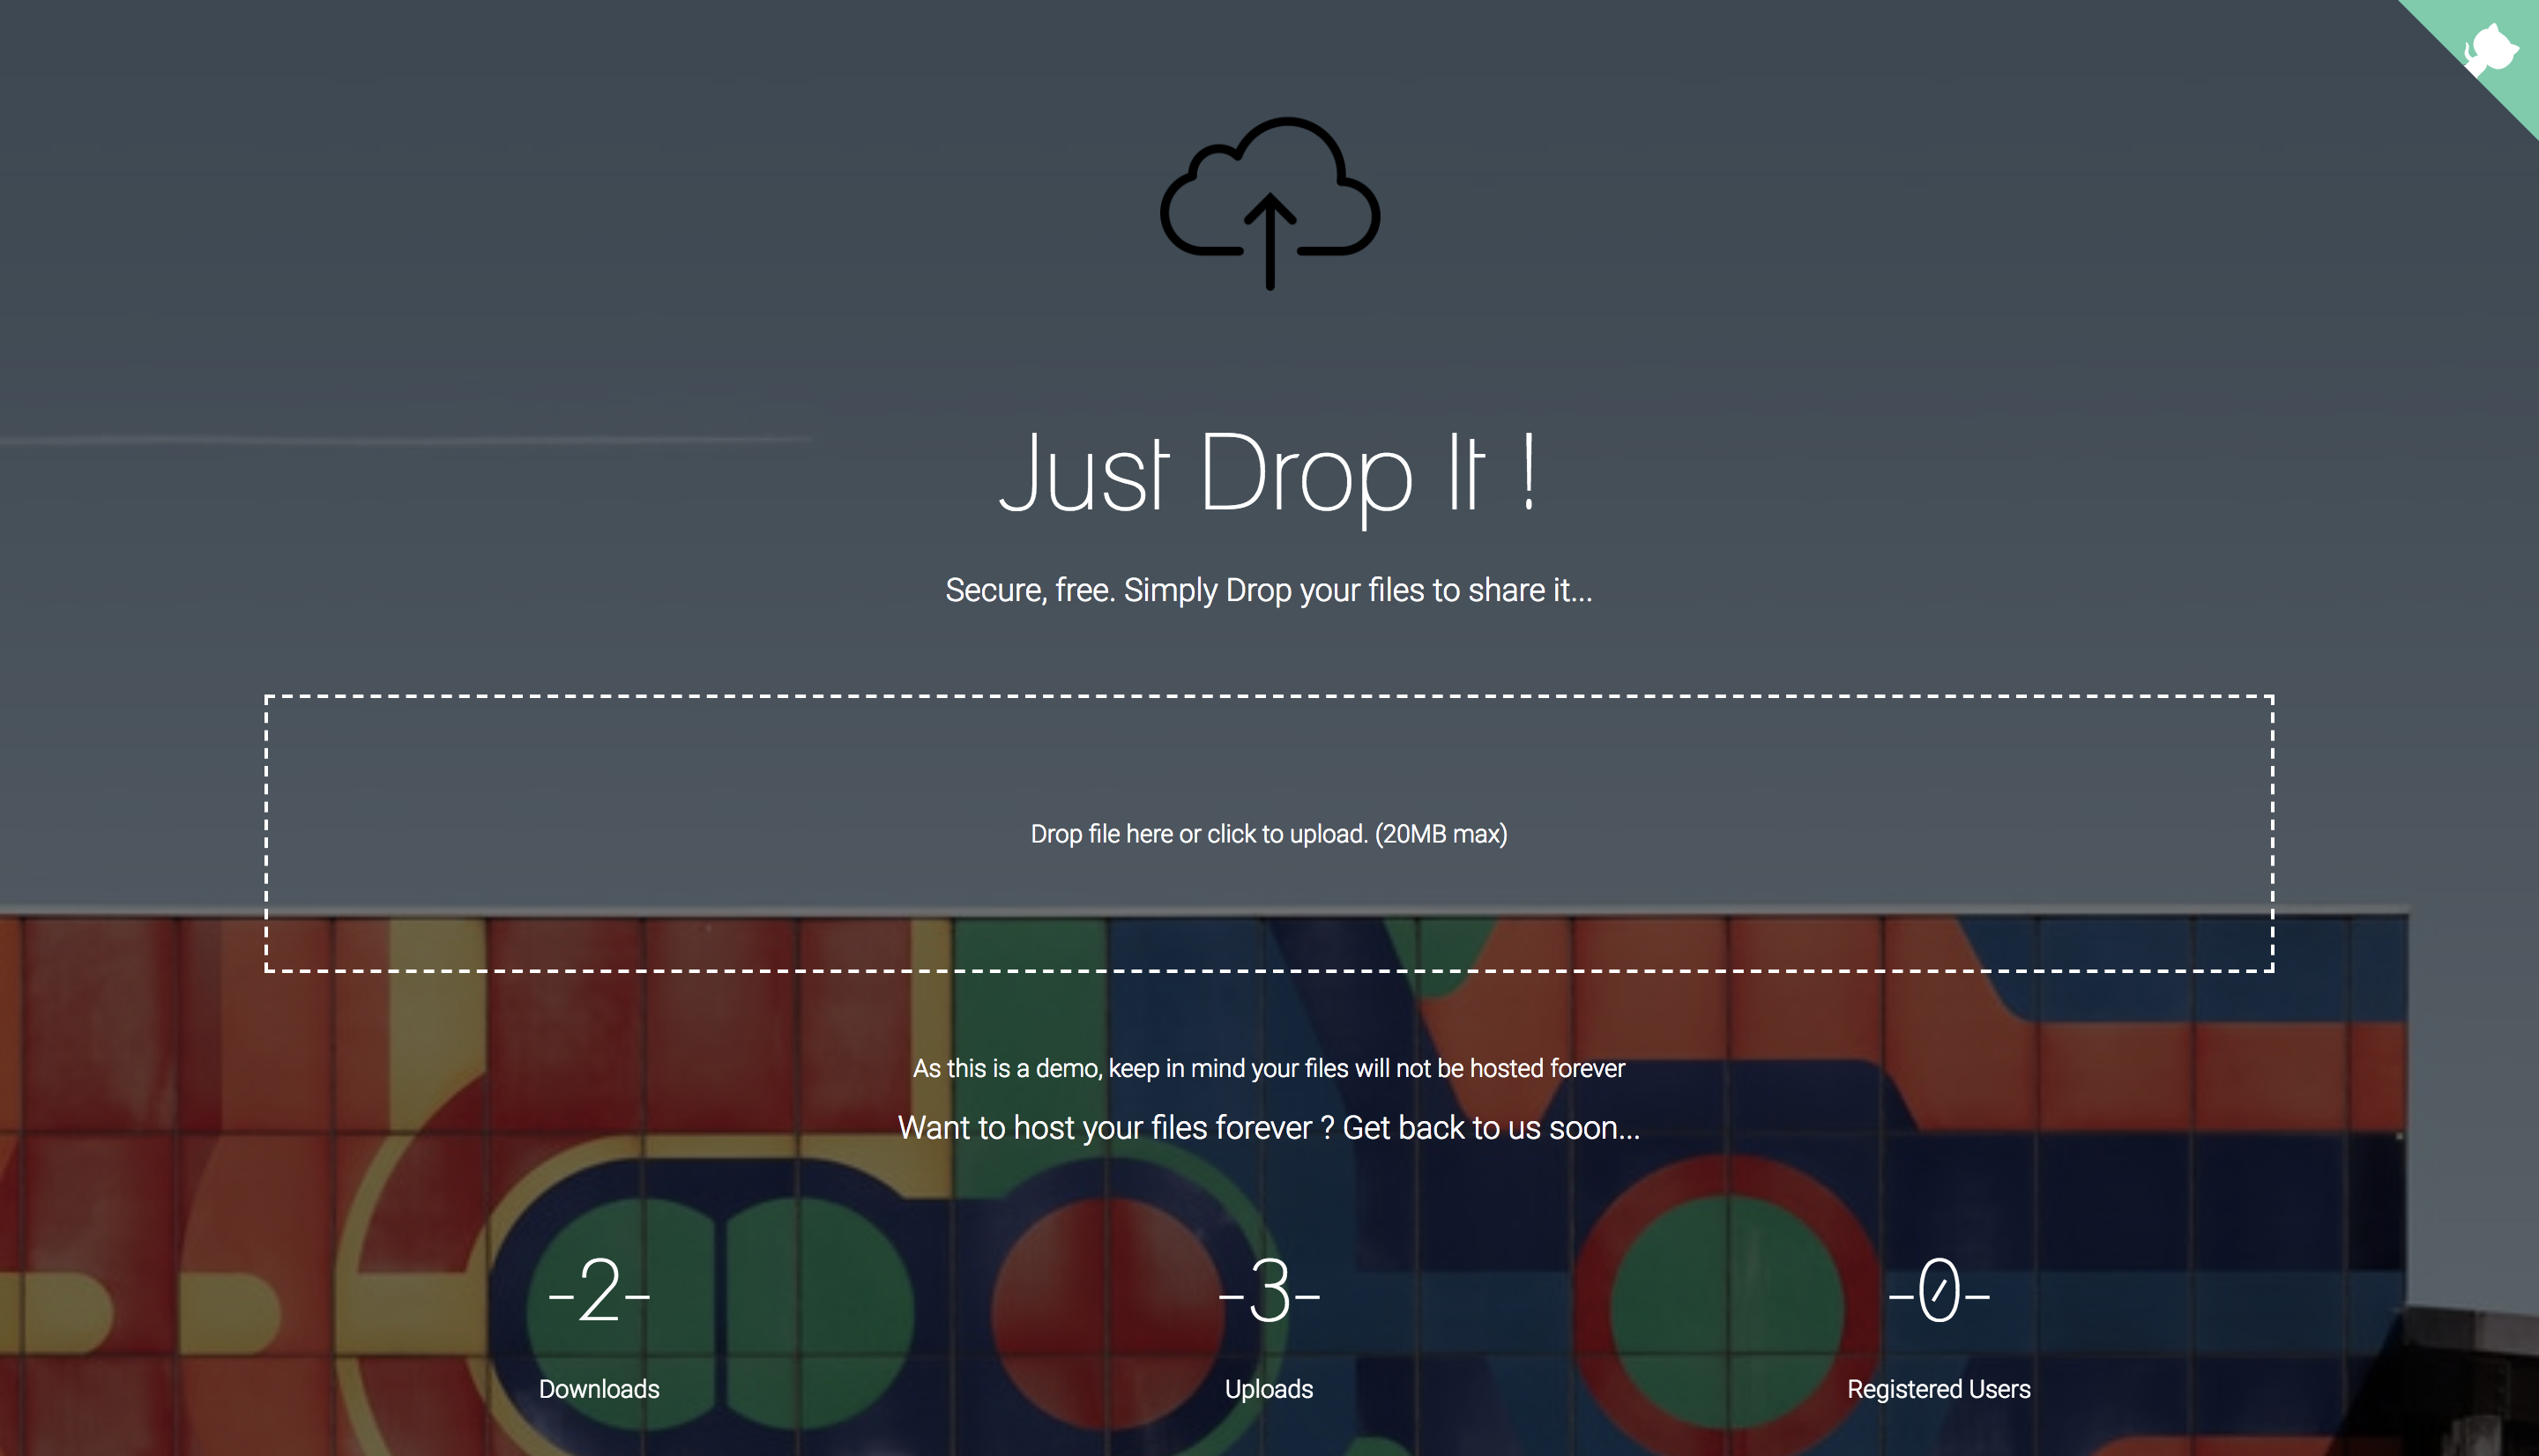 Just Drop It !
Secure, free. Simply Drop your files to share it...
Drop file here or click to upload. (20MB max)
As this is a demo, keep in mind your files will not be hosted forever
Want to host your files forever ? Get back to us soon...
-2- -3- -0-
Downloads Uploads Registered Users